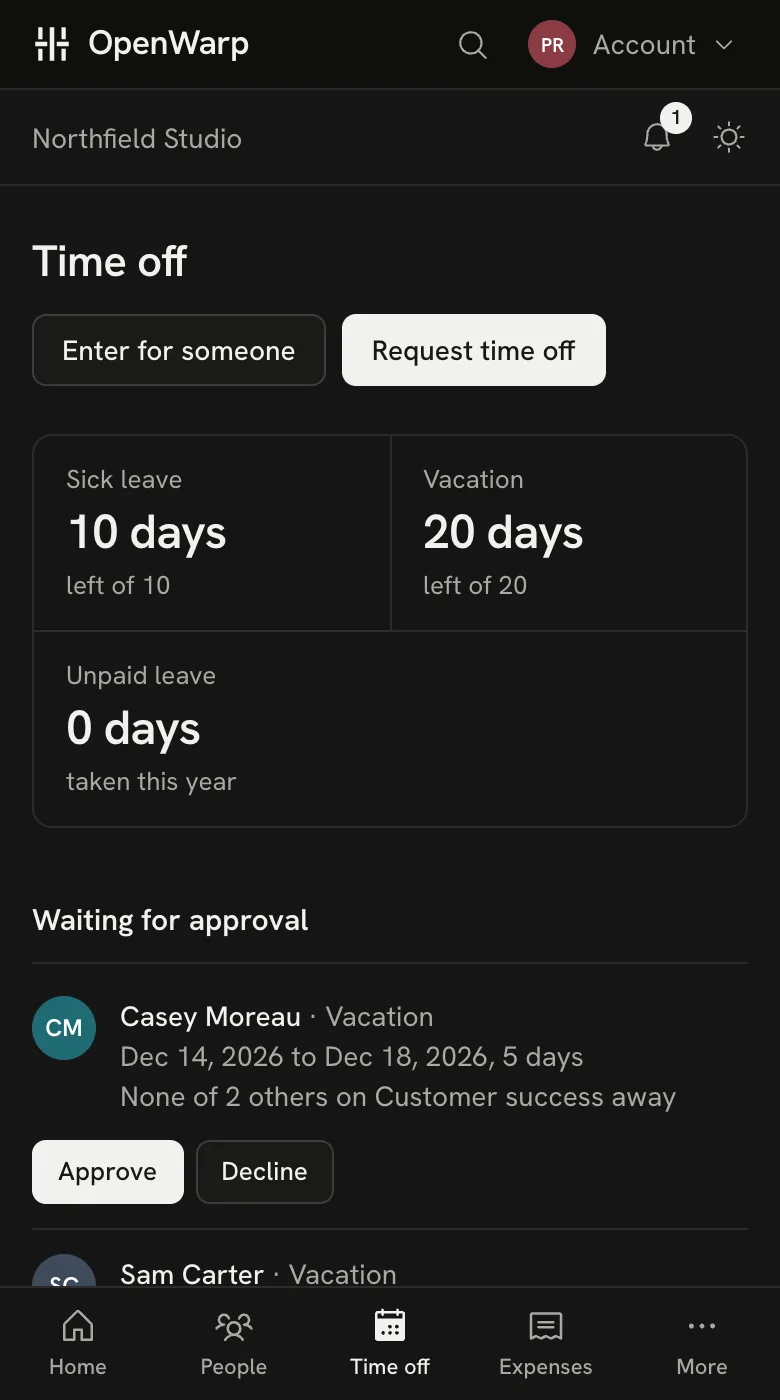 OpenWarp
PR
Account
Northfield Studio
1
Time off
Enter for someone
Request time off
Sick leave
10 days
left of 10
Vacation
20 days
left of 20
Unpaid leave
0 days
taken this year
Waiting for approval
CM
Casey Moreau · Vacation
Dec 14, 2026 to Dec 18, 2026, 5 days
None of 2 others on Customer success away
Approve
Decline
SC
Sam Carter · Vacation
Home
People
Time off
Expenses
More